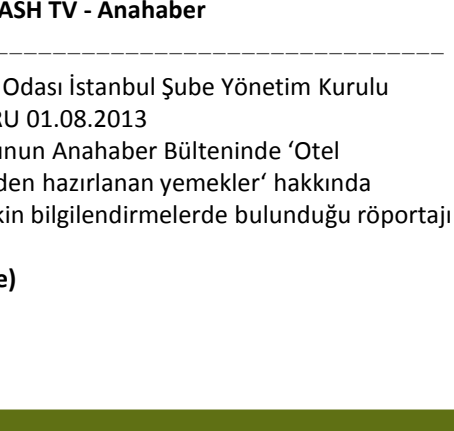 ASH TV - Anahaber
Odası İstanbul Şube Yönetim Kurulu
RU 01.08.2013
unun Anahaber Bülteninde ‘Otel
den hazırlanan yemekler‘ hakkında
kin bilgilendirmelerde bulunduğu röportajı
e)